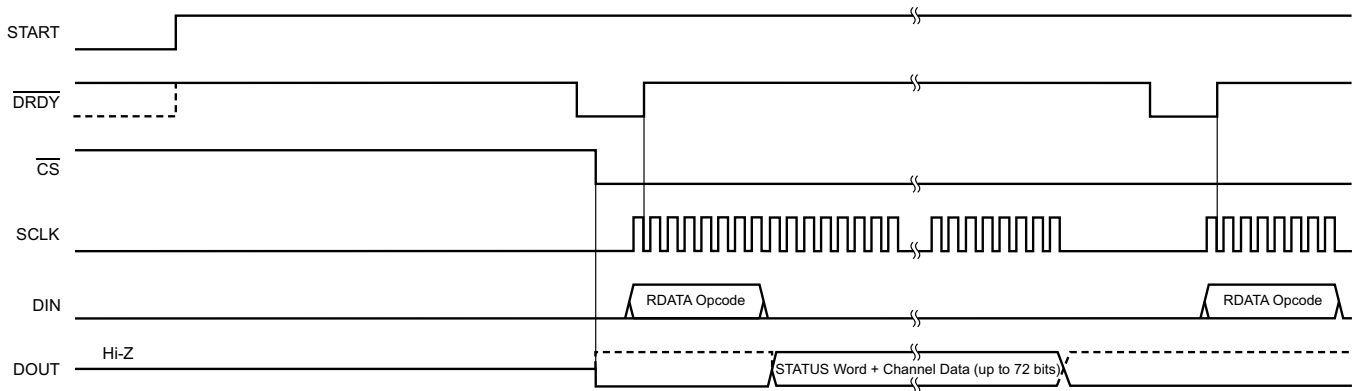 START
DRDY
CS
SCLK
DIN
RDATA Opcode
RDATA Opcode
DOUT
Hi-Z
STATUS Word + Channel Data (up to 72 bits)